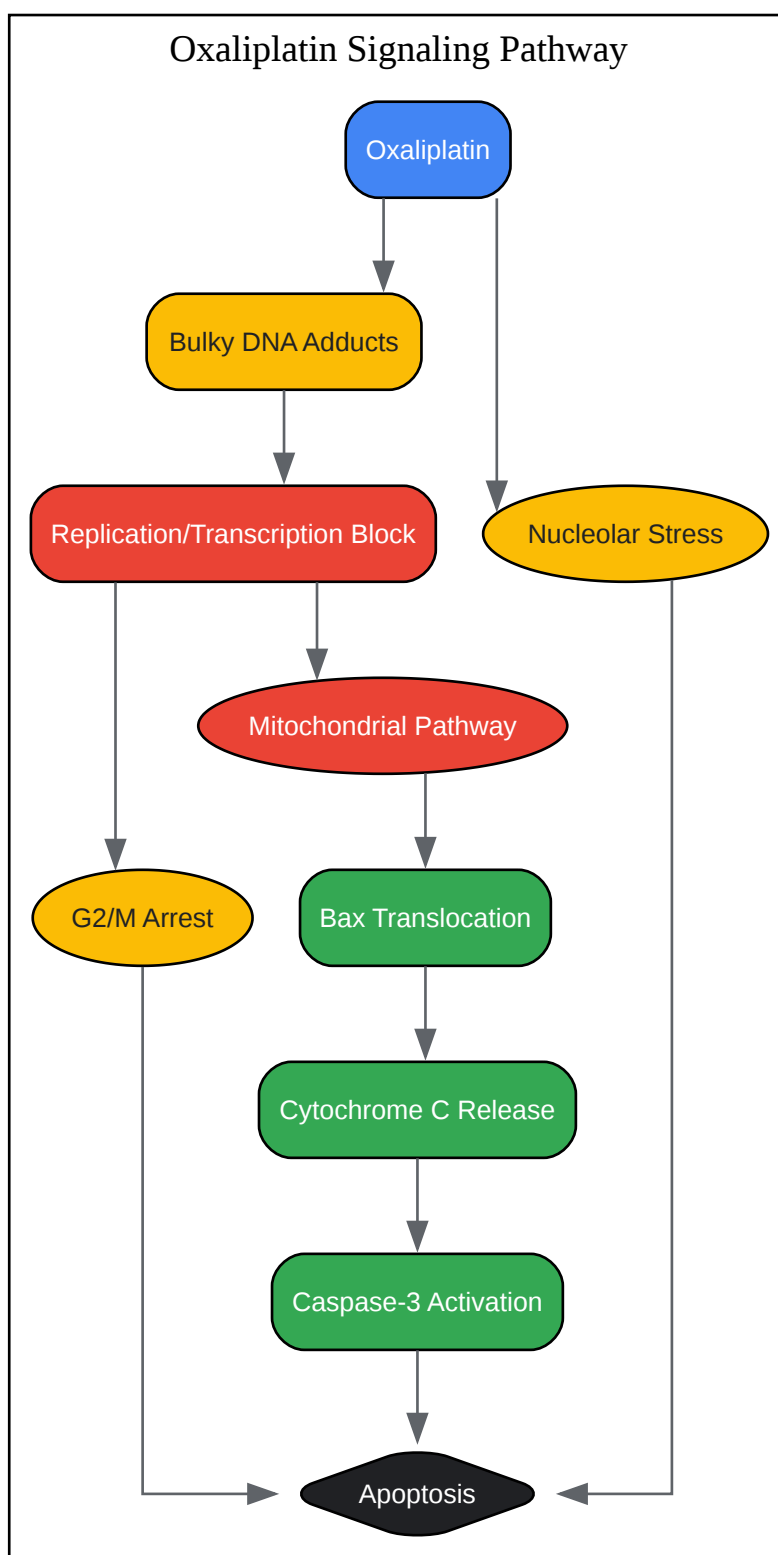 Oxaliplatin Signaling Pathway
Oxaliplatin
Bulky DNA Adducts
Replication/Transcription Block
Nucleolar Stress
Mitochondrial Pathway
G2/M Arrest
Bax Translocation
Cytochrome C Release
Caspase-3 Activation
Apoptosis